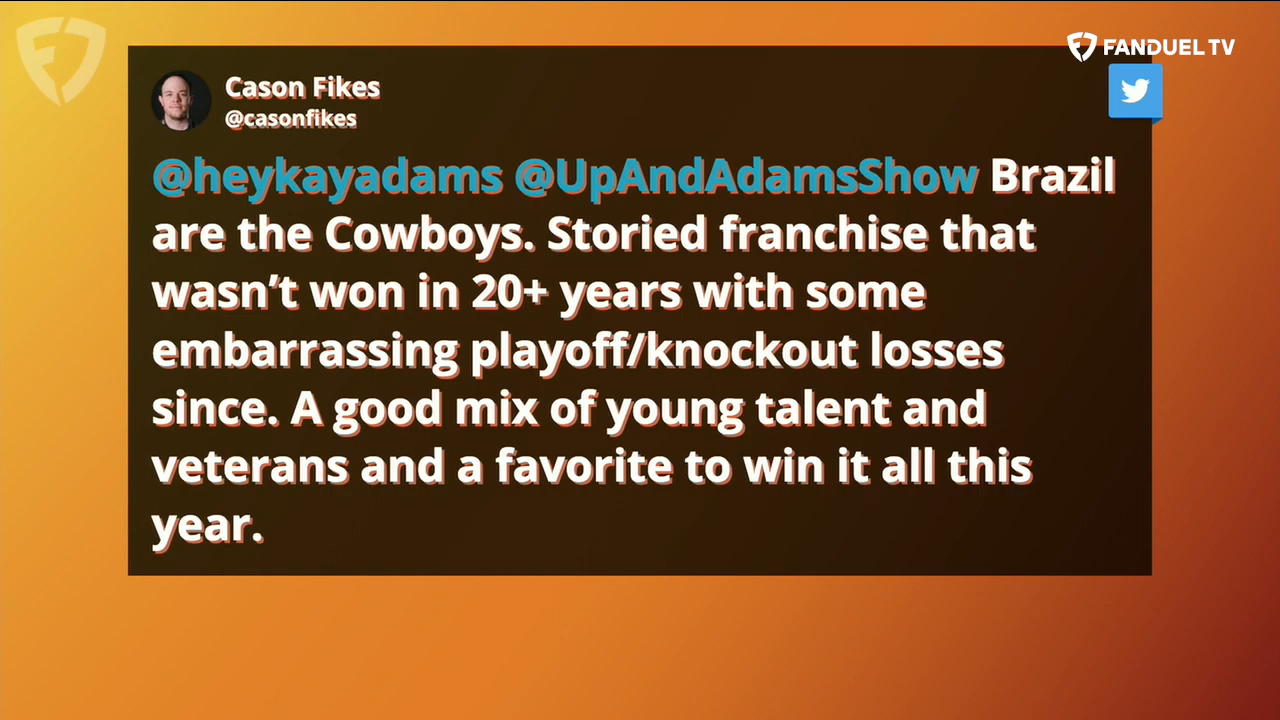 FANDUEL TV
Cason Fikes
@casonfikes
@heykayadams @UpAndAdamsShow Brazil
are the Cowboys. Storied franchise that
wasn’t won in 20+ years with some
embarrassing playoff/knockout losses
since. A good mix of young talent and
veterans and a favorite to win it all this
year.